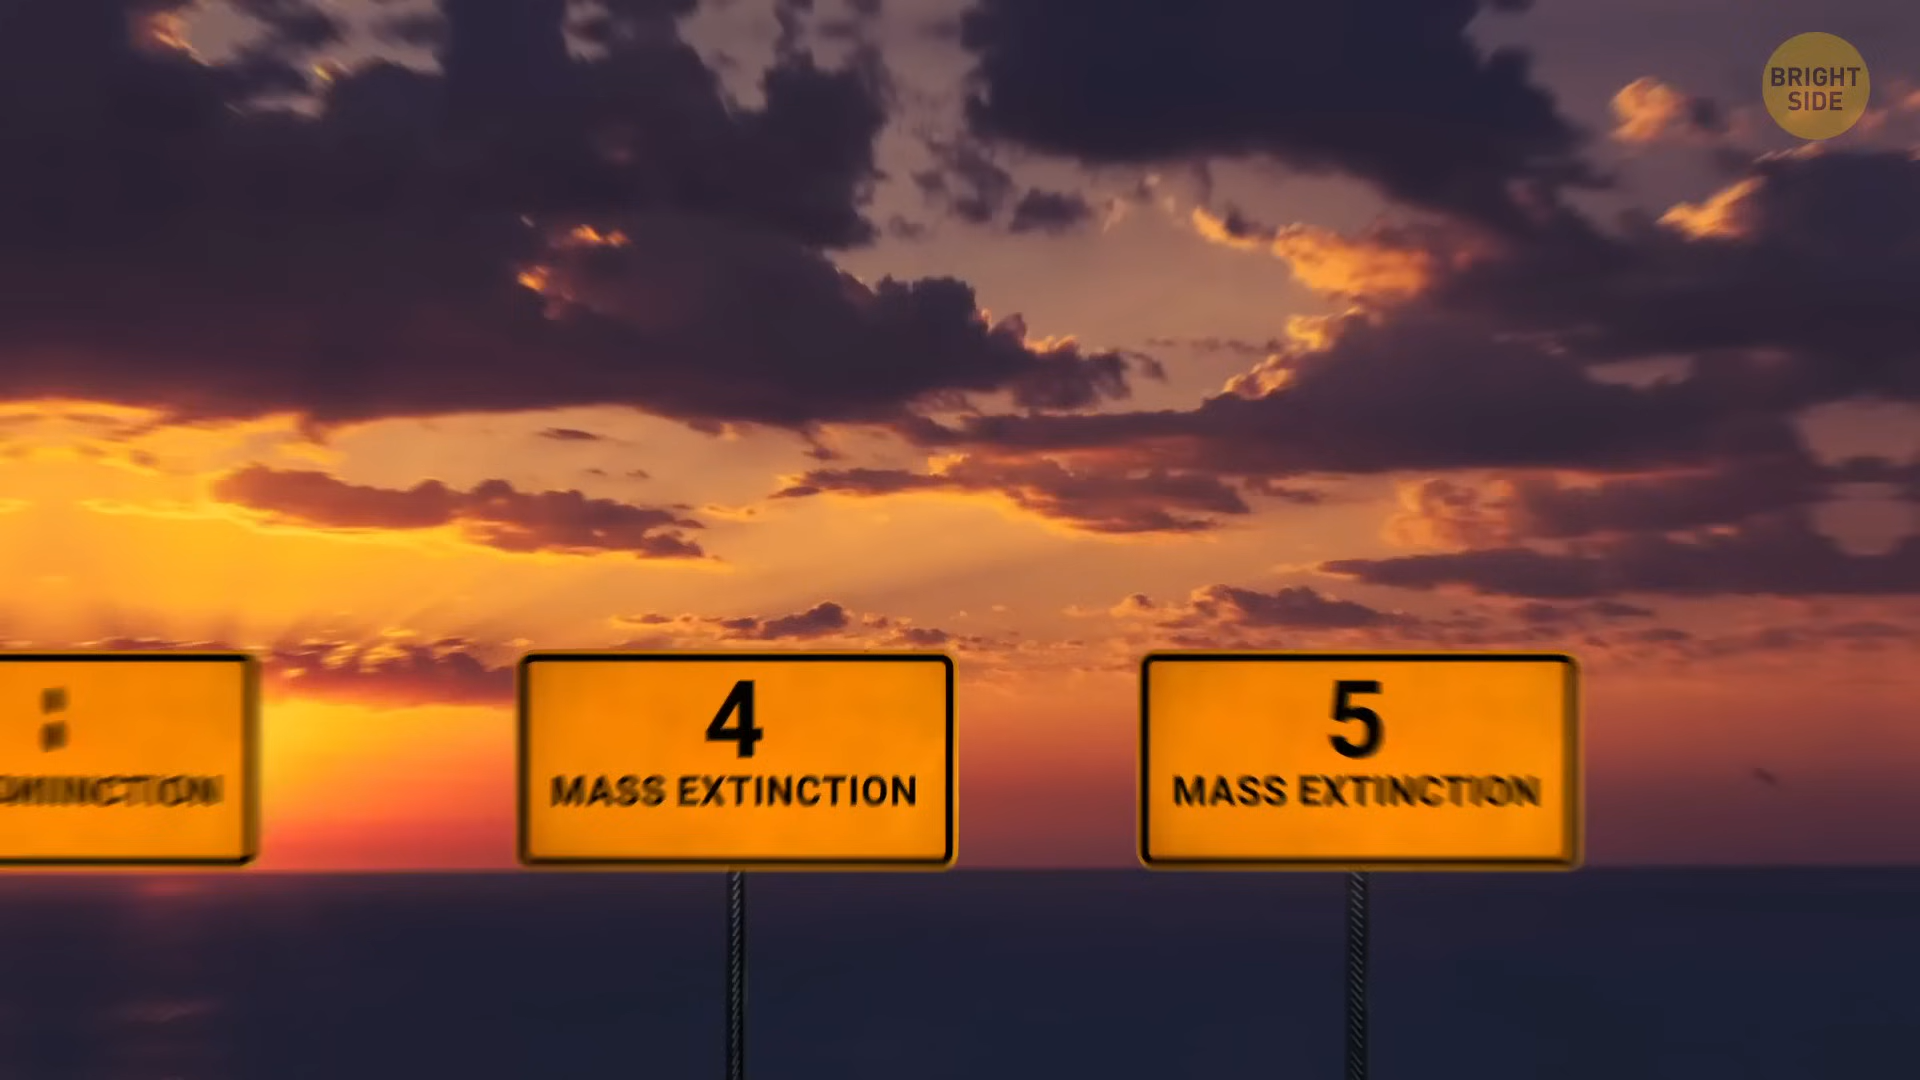 BRIGHT
SIDE
4
MASS EXTINCTION
5
MASS EXTINCTION